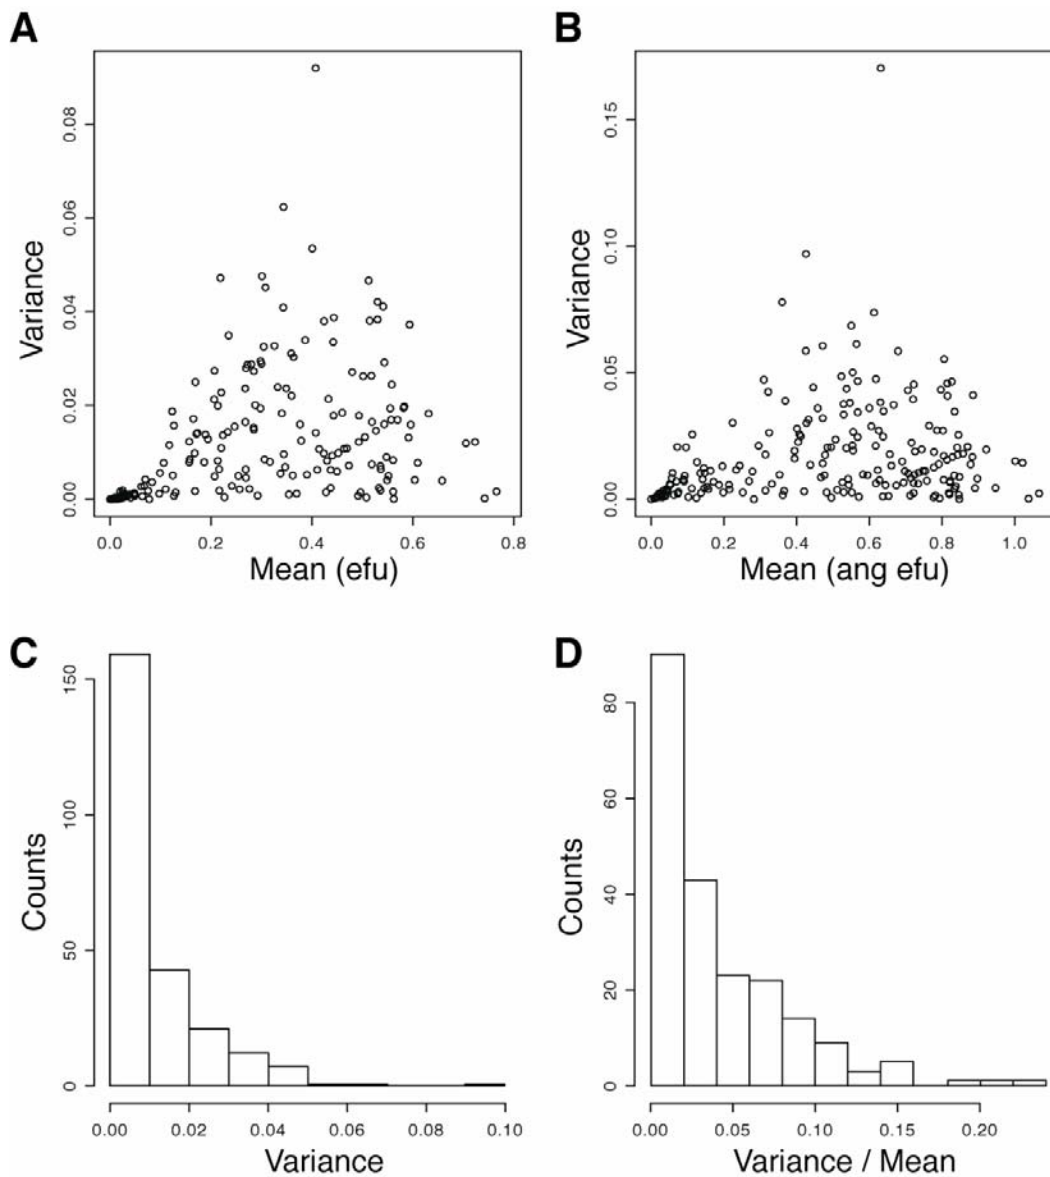 A
B
Variance
0.00 0.02 0.04 0.06 0.08
0.0 0.2 0.4 0.6 0.8
Mean (efu)
Variance
0.00 0.05 0.10 0.15
0.0 0.2 0.4 0.6 0.8 1.0
Mean (ang efu)
C
D
Counts
0 50 100 150
0.00 0.02 0.04 0.06 0.08 0.10
Variance
Counts
0 20 40 60 80
0.00 0.05 0.10 0.15 0.20
Variance / Mean